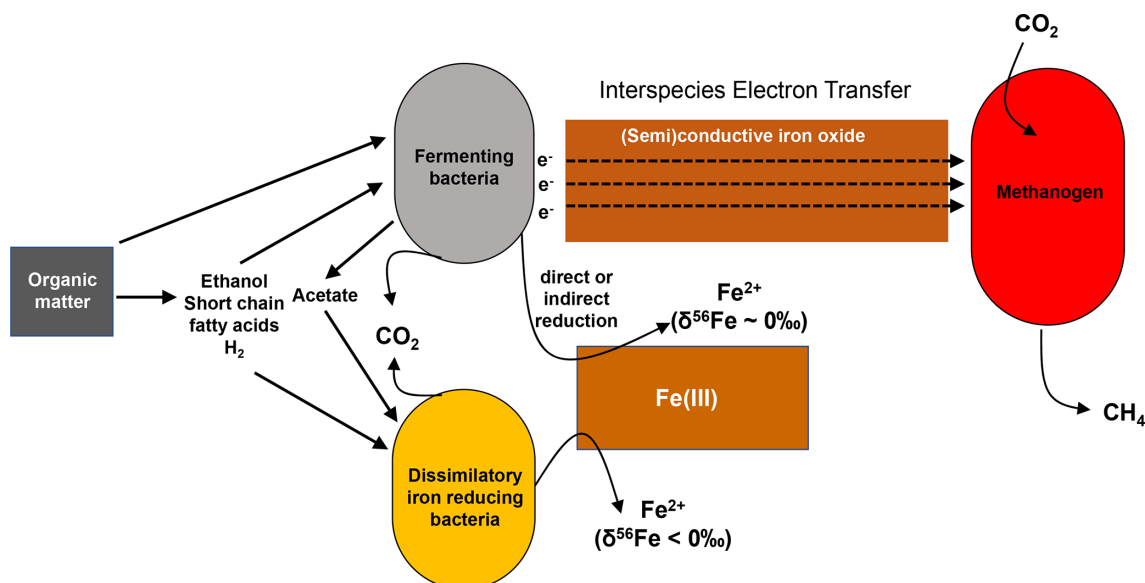 CO₂
Interspecies Electron Transfer
(Semi)conductive iron oxide
Fermenting
bacteria
e⁻
e⁻
e⁻
Methanogen
Organic
matter
Ethanol
Short chain
fatty acids
H₂
Acetate
CO₂
direct or
indirect
reduction
Fe²⁺
(δ⁵⁶Fe ~ 0‰)
Fe(III)
CH₄
Dissimilatory
iron reducing
bacteria
Fe²⁺
(δ⁵⁶Fe < 0‰)